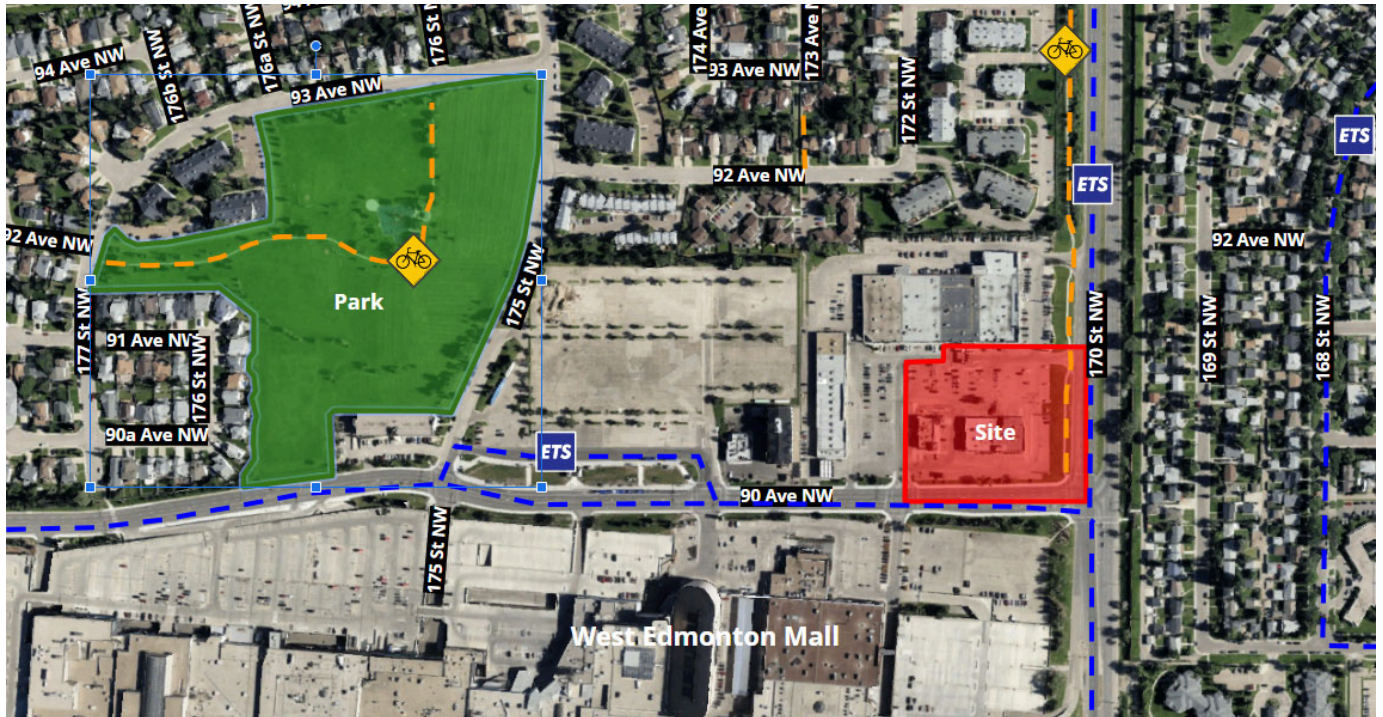 94 Ave NW
176b St NW
176a St NW
176 St NW
93 Ave NW
174 Ave
93 Ave NW
173 Ave N
172 St NW
ETS
ETS
92 Ave NW
92 Ave NW
92 Ave NW
Park
175 St NW
177 St NW
91 Ave NW
176 St NW
90a Ave NW
170 St NW
169 St NW
168 St NW
Site
ETS
90 Ave NW
175 St NW
West Edmonton Mall